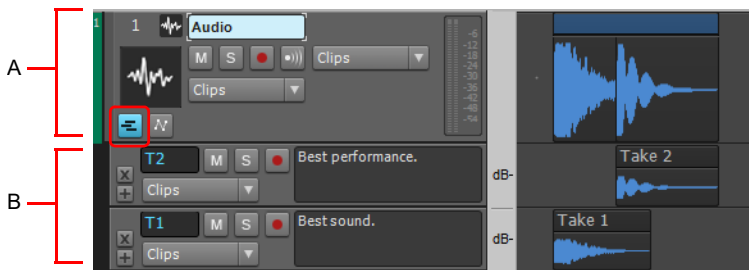 A
B
1
1 Audio
M S Clips
Clips
-6
-12
-18
-24
-30
-36
-42
-48
-54
T2 M S Best performance.
X
+ Clips
dB-
Take 2
T1 M S Best sound.
X
+ Clips
dB-
Take 1